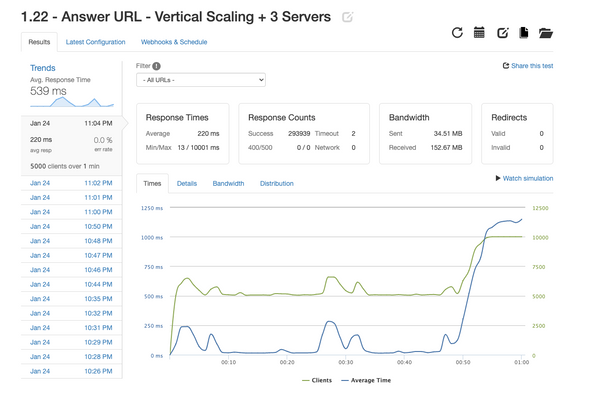 1.22 - Answer URL - Vertical Scaling + 3 Servers
Results Latest Configuration Webhooks & Schedule
Trends
Avg. Response Time
539 ms
Jan 24 11:04 PM
220 ms 0.0 %
avg resp err rate
5000 clients over 1 min
Jan 24 11:02 PM
Jan 24 11:01 PM
Jan 24 11:00 PM
Jan 24 10:50 PM
Jan 24 10:48 PM
Jan 24 10:47 PM
Jan 24 10:46 PM
Jan 24 10:44 PM
Jan 24 10:35 PM
Jan 24 10:32 PM
Jan 24 10:31 PM
Jan 24 10:29 PM
Jan 24 10:28 PM
Jan 24 10:26 PM
Filter
Share this test
- All URLs -
Response Times
Average 220 ms
Min/Max 13 / 10001 ms
Response Counts
Success 293939 Timeout 2
400/500 0 / 0 Network 0
Bandwidth
Sent 34.51 MB
Received 152.67 MB
Redirects
Valid 0
Invalid 0
Times Details Bandwidth Distribution
Watch simulation
1250 ms 12500
1000 ms 10000
750 ms 7500
500 ms 5000
250 ms 2500
0 ms 0
00:10 00:20 00:30 00:40 00:50 01:00
Clients Average Time